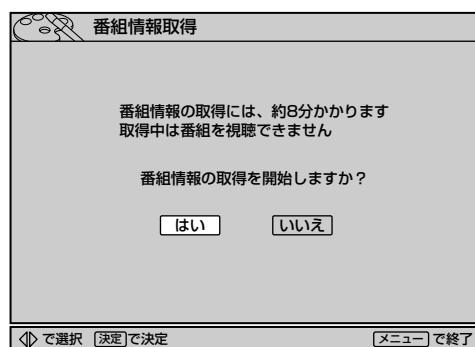 番組情報取得
番組情報の取得には、約8分かかります
取得中は番組を視聴できません
番組情報の取得を開始しますか？
はい いいえ
で選択 決定 で決定 メニュー で終了